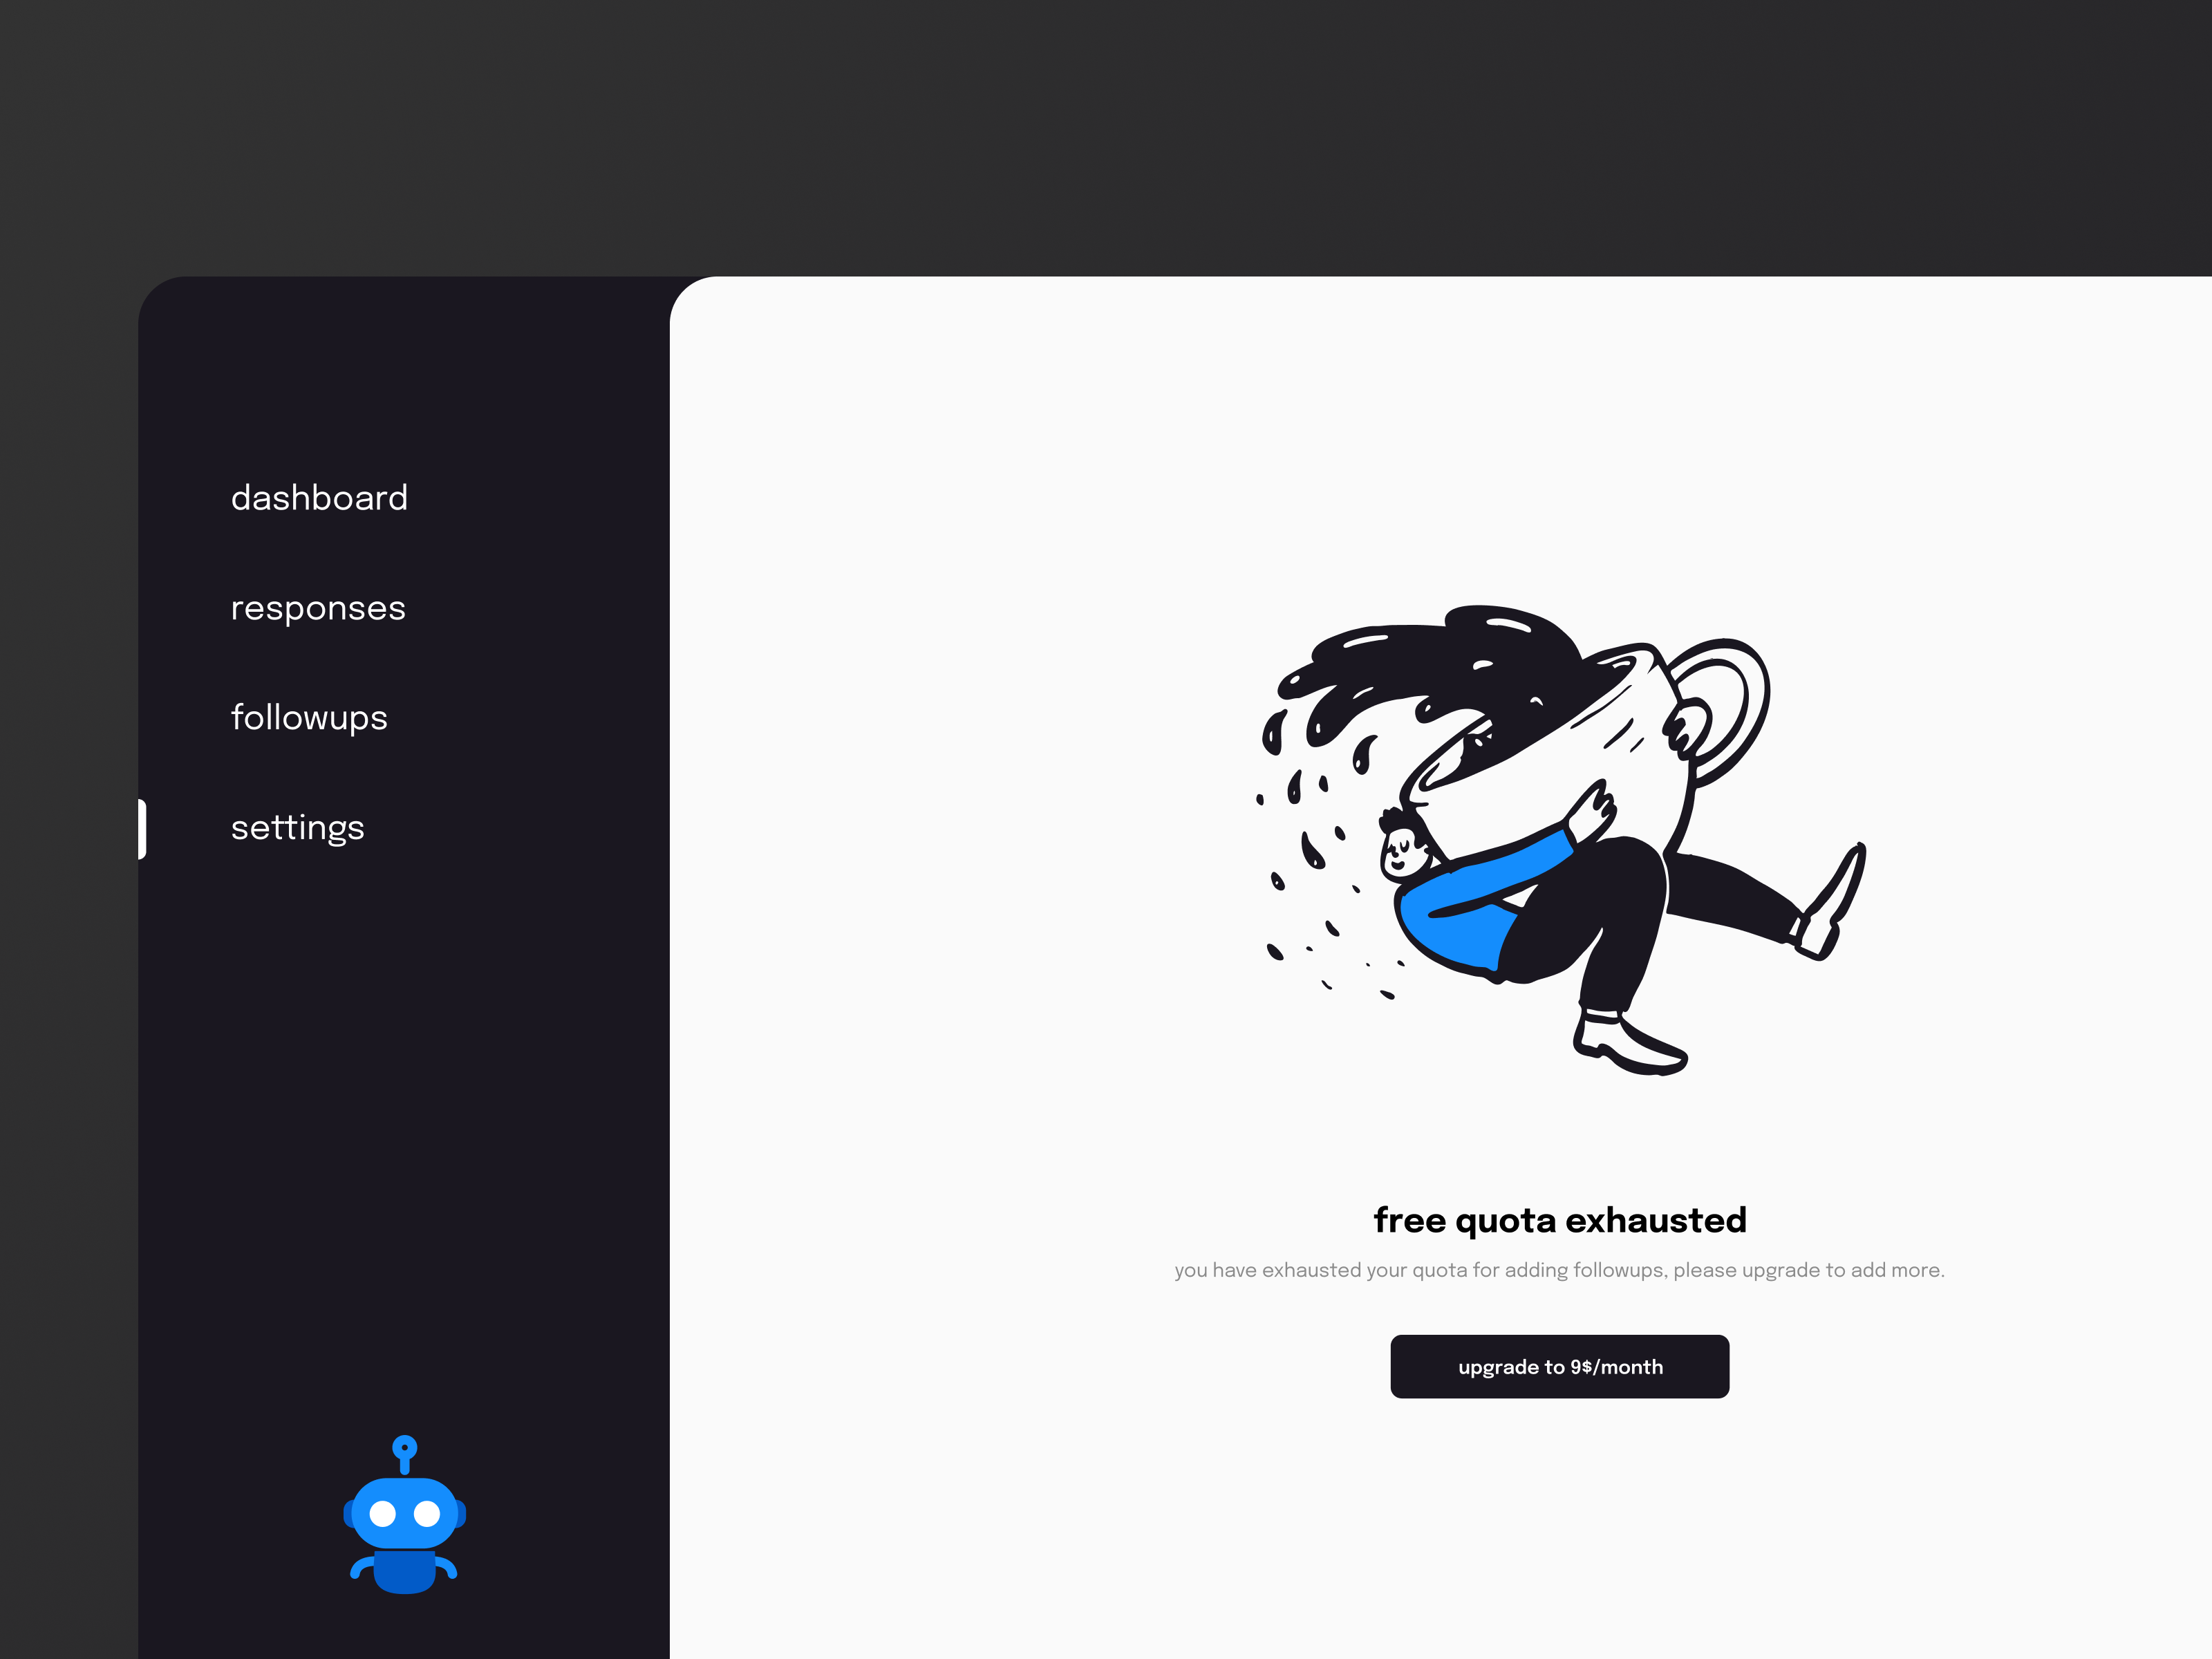 dashboard
responses
followups
settings
free quota exhausted
you have exhausted your quota for adding followups, please upgrade to add more.
upgrade to 9$/month